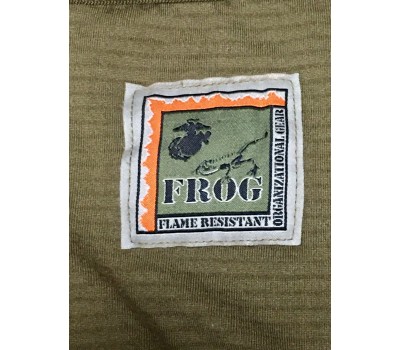 FROG
FLAME RESISTANT
ORGANIZATIONAL GEAR